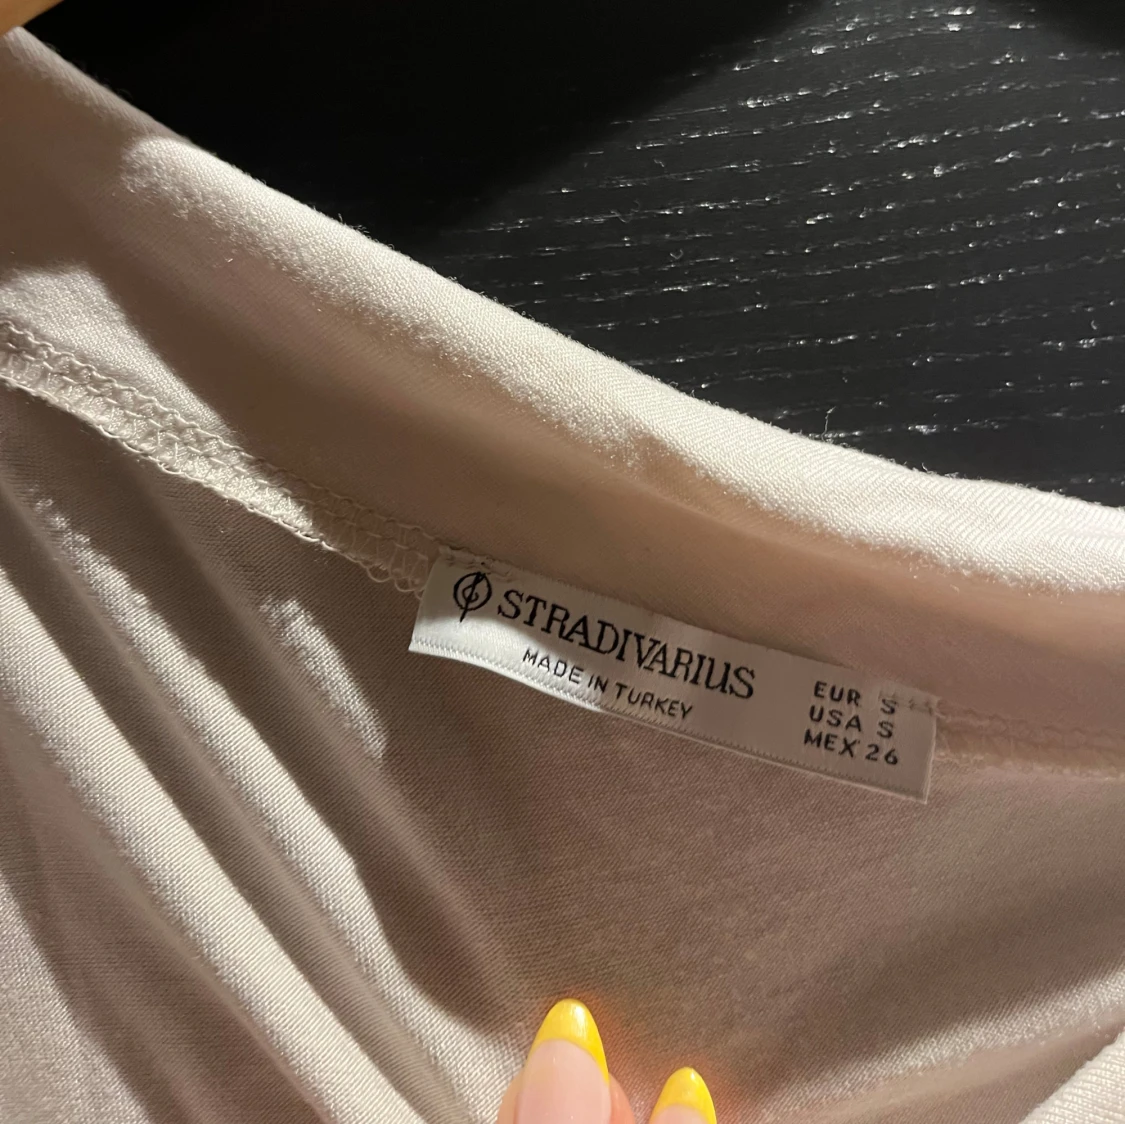 STRADIVARIUS
MADE IN TURKEY
EUR S
USA S
MEX 26